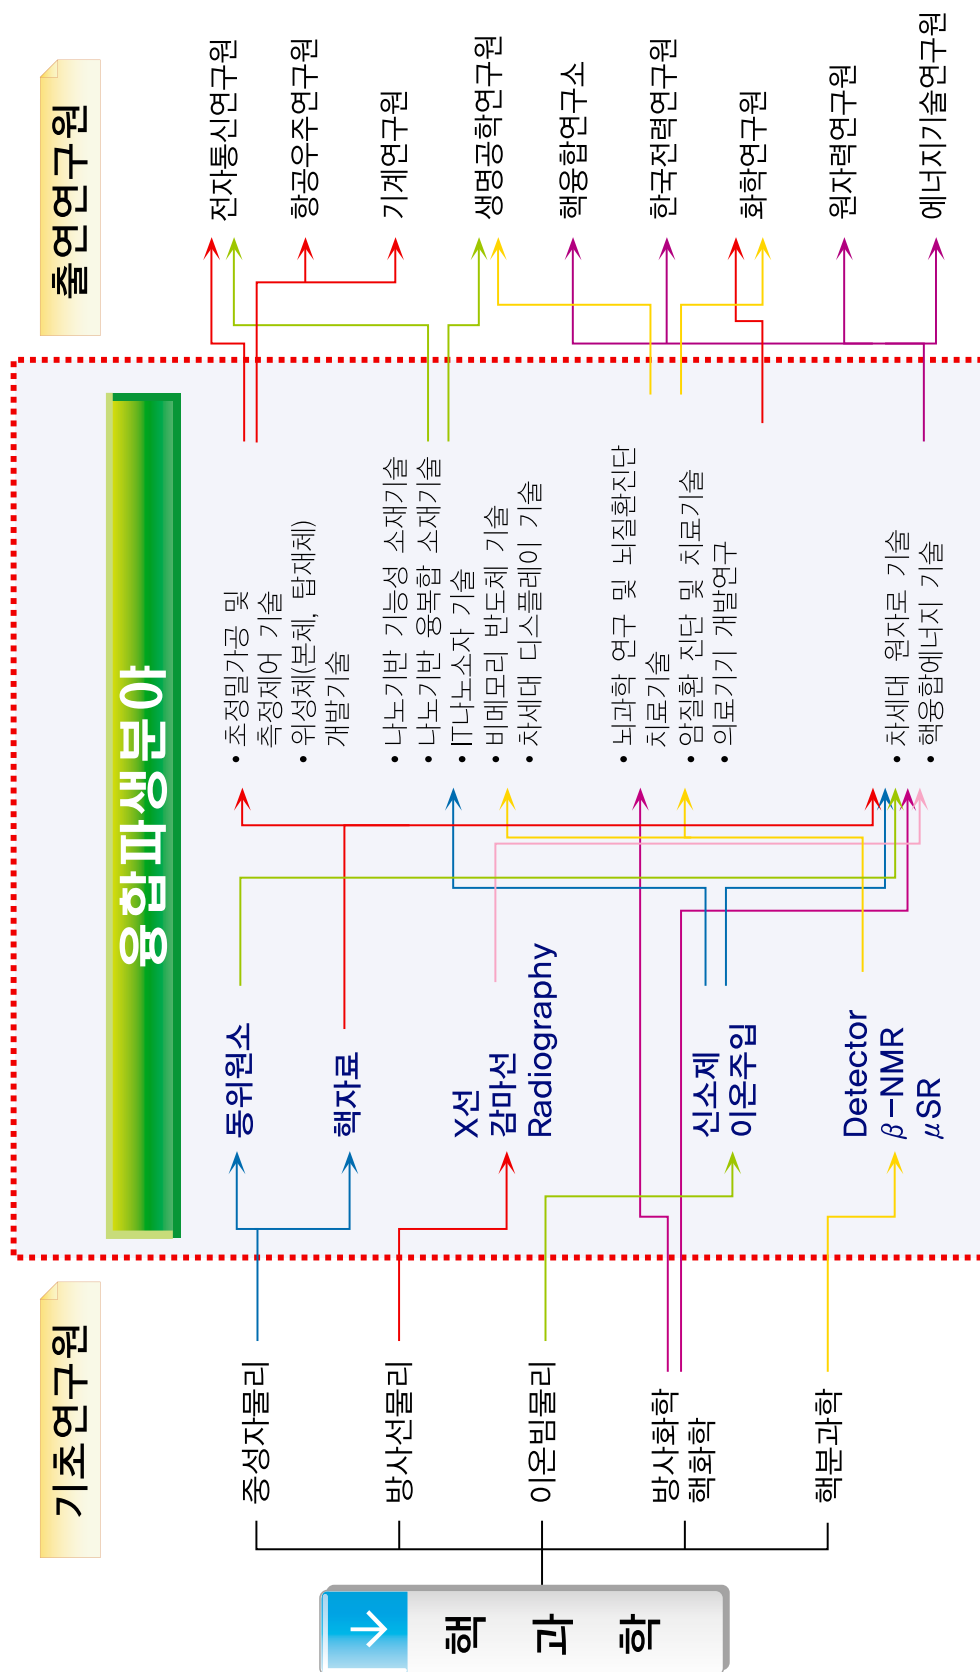 핵 과 학
기초연구원
중성자물리
방사선물리
이온빔물리
방사화학
핵화학
핵분과학
융합파생분야
동위원소
핵자료
X선
감마선
Radiography
신소제
이온주입
Detector
β-NMR
μSR
• 초정밀가공 및
측정제어 기술
• 위성체(본체, 탑재체)
개발기술
• 나노기반 기능성 소재기술
• 나노기반 융복합 소재기술
• IT나노소자 기술
• 비메모리 반도체 기술
• 차세대 디스플레이 기술
• 뇌과학 연구 및 뇌질환진단
치료기술
• 암질환 진단 및 치료기술
• 의료기기 개발연구
• 차세대 원자로 기술
• 핵융합에너지 기술
출연연구원
전자통신연구원
항공우주연구원
기계연구원
생명공학연구원
핵융합연구소
한국전력연구원
화학연구원
원자력연구원
에너지기술연구원